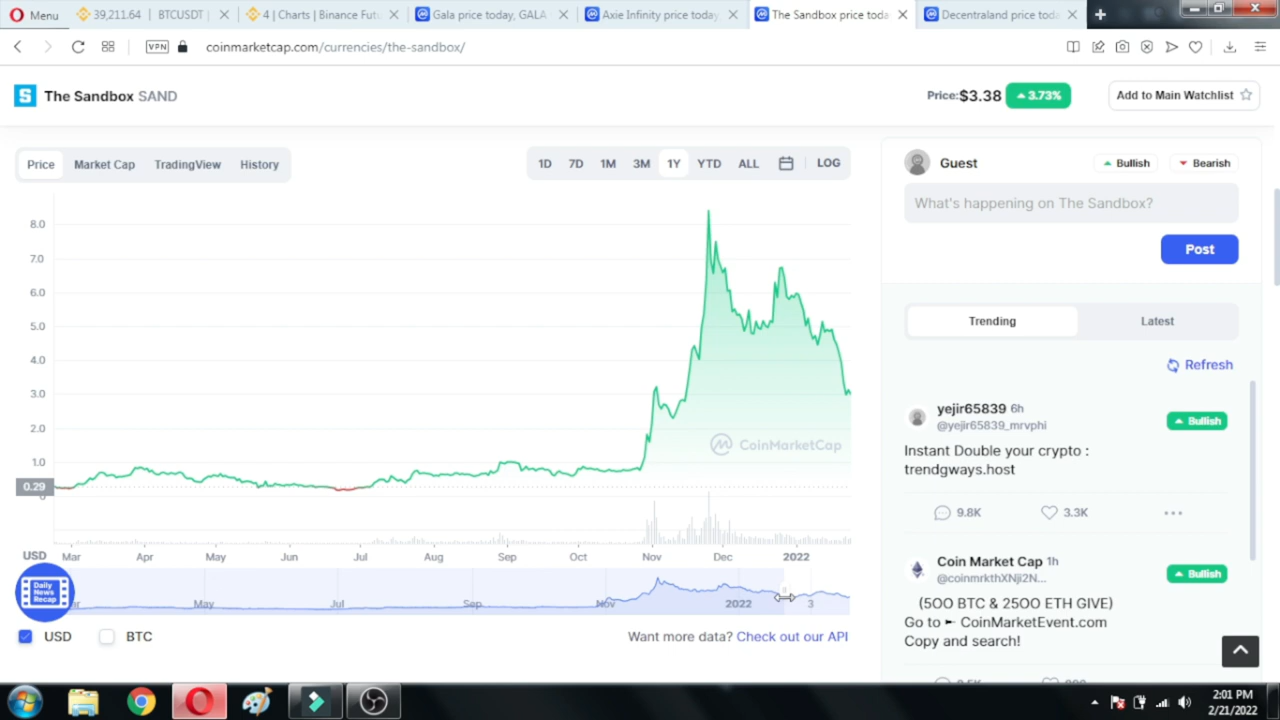 Menu
39,211.64 | BTCUSDT |
4 | Charts | Binance Futu
Gala price today, GALA
Axie Infinity price today,
The Sandbox price toda
Decentraland price toda
VPN
coinmarketcap.com/currencies/the-sandbox/
S The Sandbox SAND
Price:$3.38 3.73%
Add to Main Watchlist
Price Market Cap TradingView History
1D 7D 1M 3M 1Y YTD ALL LOG
Guest
Bullish Bearish
What's happening on The Sandbox?
Post
8.0
7.0
6.0
5.0
4.0
3.0
2.0
1.0
0.29
0
CoinMarketCap
USD Mar Apr May Jun Jul Aug Sep Oct Nov Dec 2022
Daily
News
Recap
May Jul Sep Nov 2022 3
USD BTC
Want more data? Check out our API
Trending Latest
Refresh
yejir65839 6h
@yejir65839_mrvphi
Bullish
Instant Double your crypto :
trendgways.host
9.8K 3.3K
Coin Market Cap 1h
@coinmrkthXNji2N...
Bullish
(5OO BTC & 25OO ETH GIVE)
Go to ► CoinMarketEvent.com
Copy and search!
2:01 PM
2/21/2022